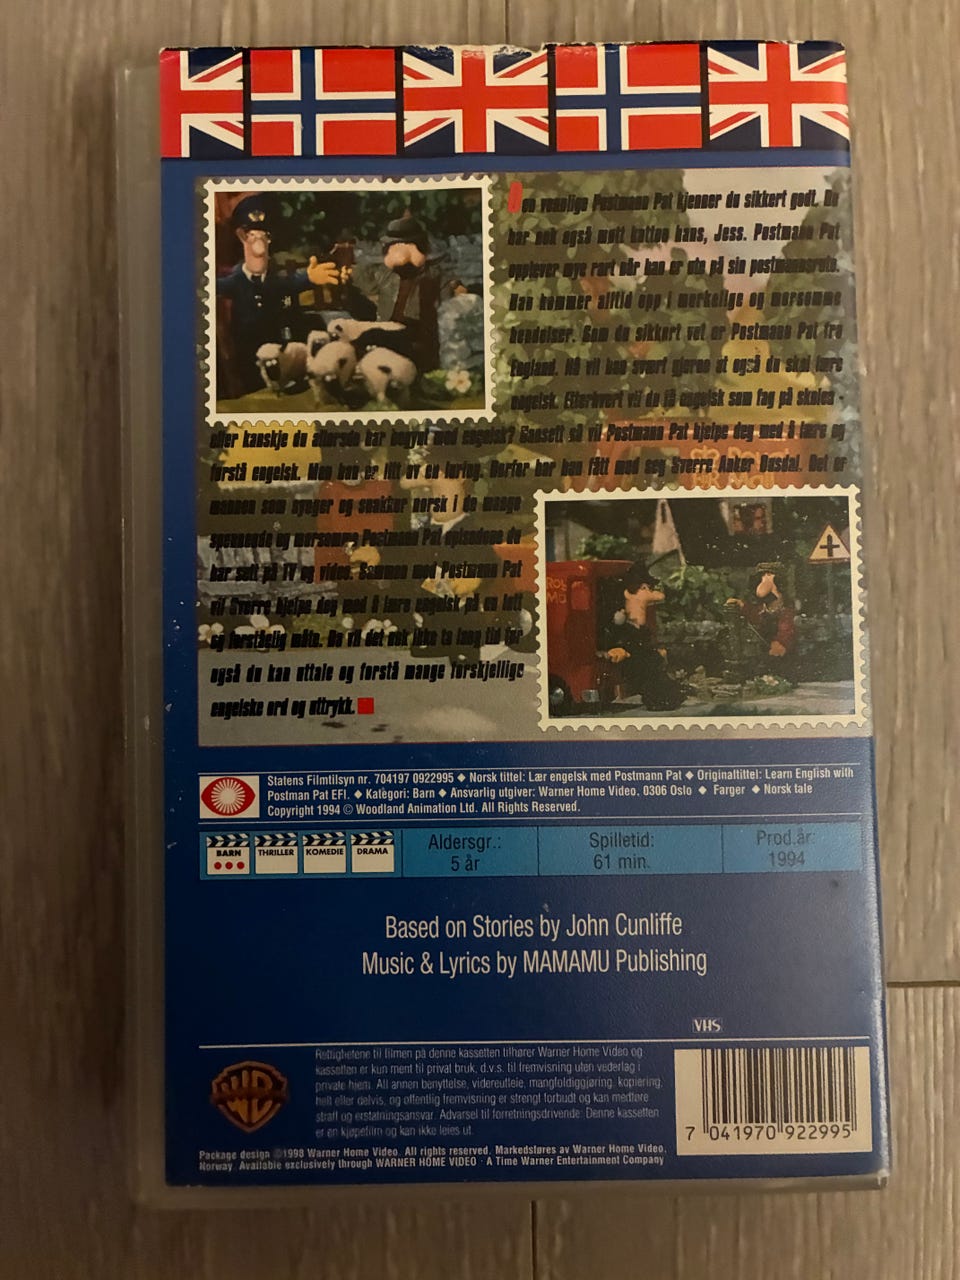 Den vennlige Postmann Pat kjenner du sikkert godt. Du
har nok også møtt katten hans, Jess. Postmann Pat
opplever mye rart når han er ute på sin postmannsrute.
Han kommer alltid opp i merkelige og morsomme
hendelser. Som du sikkert vet er Postmann Pat fra
England. Nå vil han svært gjerne at også du skal lære
engelsk. Etterhvert vil du få engelsk som fag på skolen -
eller kanskje du allerede har begynt med engelsk? Uansett så vil Postmann Pat hjelpe deg med å lære og
forstå engelsk. Men han er litt av en luring. Derfor har han fått med seg Sverre Anker Ousdal. Det er
mannen som synger og snakker norsk i de mange
spennende og morsomme Postmann Pat episodene du
har sett på TV og video. Sammen med Postmann Pat
vil Sverre hjelpe deg med å lære engelsk på en lett
og forståelig måte. Da vil det nok ikke ta lang tid før
også du kan uttale og forstå mange forskjellige
engelske ord og uttrykk.
Statens Filmtilsyn nr. 704197 0922995 ◆ Norsk tittel: Lær engelsk med Postmann Pat ◆ Originaltittel: Learn English with
Postman Pat EFI. ◆ Kategori: Barn ◆ Ansvarlig utgiver: Warner Home Video. 0306 Oslo ◆ Farger ◆ Norsk tale
Copyright 1994 © Woodland Animation Ltd. All Rights Reserved.
BARN THRILLER KOMEDIE DRAMA
Aldersgr.: Spilletid: Prod.år:
5 år 61 min. 1994
Based on Stories by John Cunliffe
Music & Lyrics by MAMAMU Publishing
VHS
Rettighetene til filmen på denne kassetten tilhører Warner Home Video og
kassetten er kun ment til privat bruk, d.v.s. til fremvisning uten vederlag i
private hjem. All annen benyttelse, videreutleie, mangfoldiggjøring, kopiering,
helt eller delvis, og offentlig fremvisning er strengt forbudt og kan medføre
straff og erstatningsansvar. Advarsel til forretningsdrivende: Denne kassetten
er en kjøpefilm og kan ikke leies ut.
7 041970 922995
Package design ©1998 Warner Home Video. All rights reserved. Markedsføres av Warner Home Video,
Norway. Available exclusively through WARNER HOME VIDEO · A Time Warner Entertainment Company